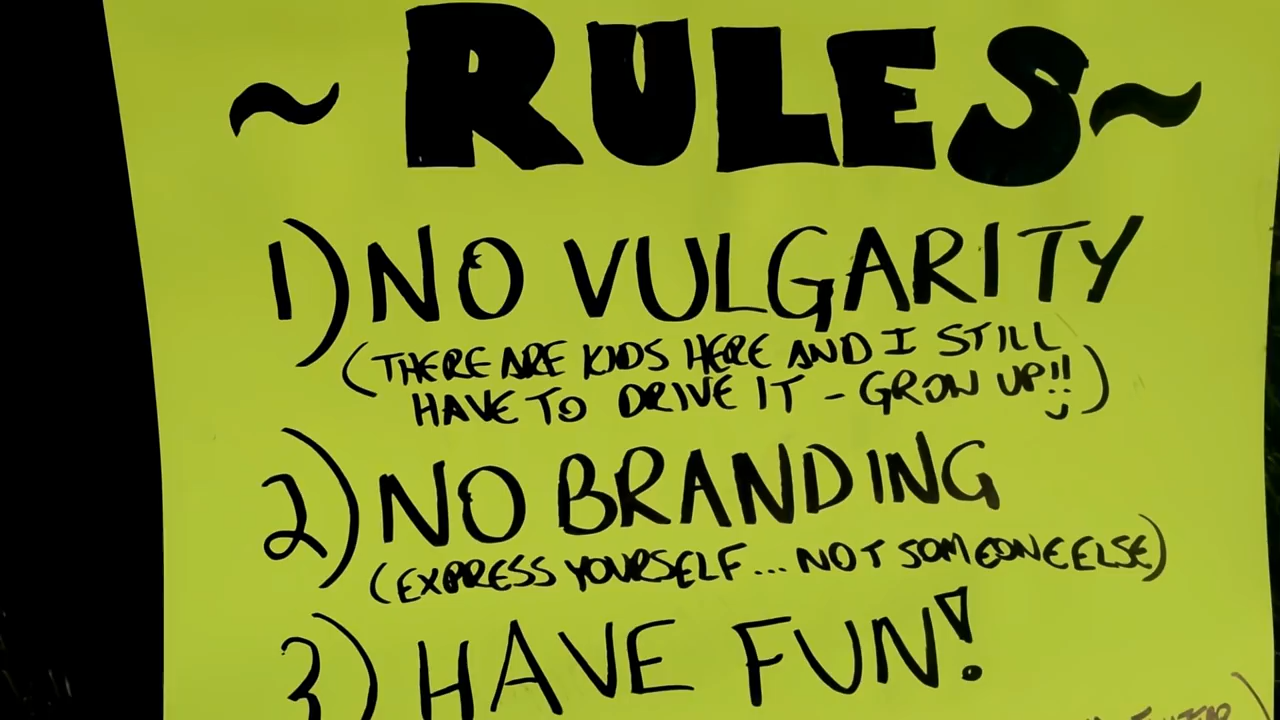 ~ RULES ~
1) NO VULGARITY
(THERE ARE KIDS HERE AND I STILL
HAVE TO DRIVE IT - GROW UP!!)
2) NO BRANDING
(EXPRESS YOURSELF... NOT SOMEONE ELSE)
3) HAVE FUN!